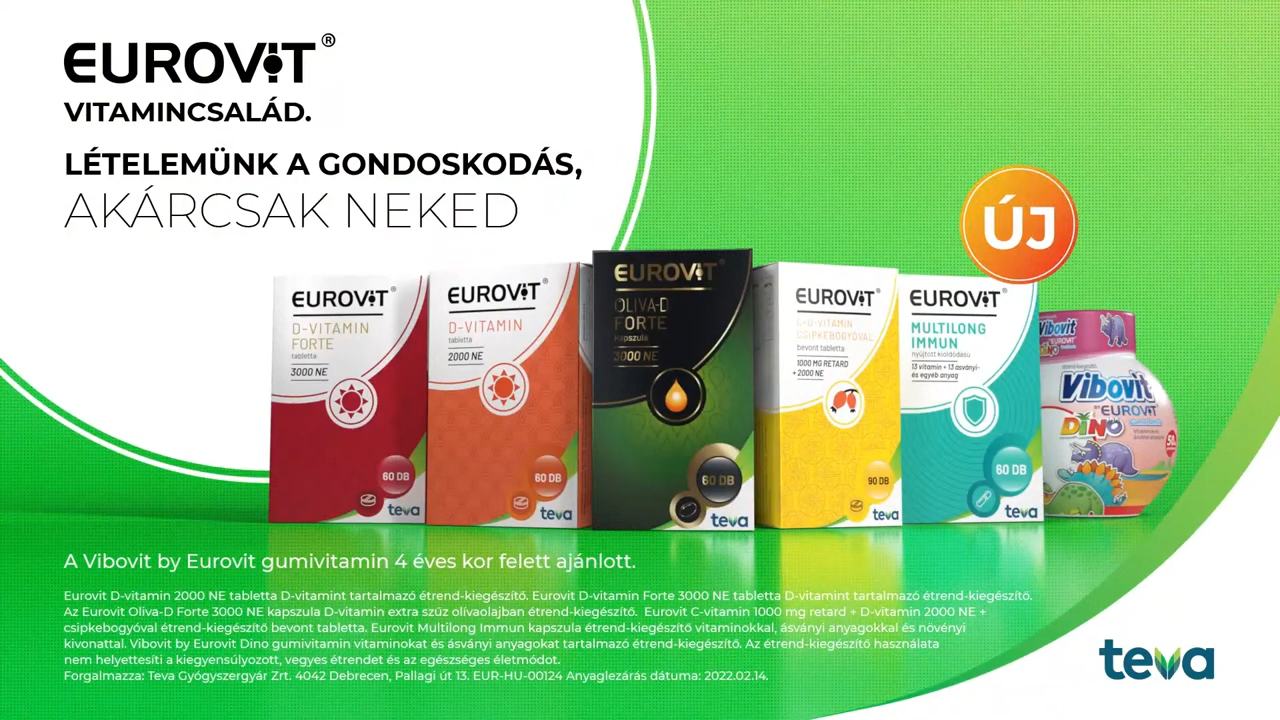 EUROVIT®
VITAMINCSALÁD.
LÉTELEMÜNK A GONDOSKODÁS,
AKÁRCSAK NEKED
ÚJ
EUROVIT®
D-VITAMIN
FORTE
tabletta
3000 NE
60 DB
teva
EUROVIT®
D-VITAMIN
tabletta
2000 NE
60 DB
teva
EUROVIT®
OLIVA-D
FORTE
kapszula
3000 NE
60 DB
teva
EUROVIT®
C+D-VITAMIN
CSIPKEBOGYÓVAL
bevont tabletta
1000 MG RETARD
+ 2000 NE
90 DB
teva
EUROVIT®
MULTILONG
IMMUN
nyújtott kioldódású
13 vitamin + 13 ásványi-
és egyéb anyag
60 DB
teva
Vibovit
by EUROVIT
DINO
Vibovit
by EUROVIT
DINO
50
A Vibovit by Eurovit gumivitamin 4 éves kor felett ajánlott.
Eurovit D-vitamin 2000 NE tabletta D-vitamint tartalmazó étrend-kiegészítő. Eurovit D-vitamin Forte 3000 NE tabletta D-vitamint tartalmazó étrend-kiegészítő.
Az Eurovit Oliva-D Forte 3000 NE kapszula D-vitamin extra szűz olívaolajban étrend-kiegészítő. Eurovit C-vitamin 1000 mg retard + D-vitamin 2000 NE +
csipkebogyóval étrend-kiegészítő bevont tabletta. Eurovit Multilong Immun kapszula étrend-kiegészítő vitaminokkal, ásványi anyagokkal és növényi
kivonattal. Vibovit by Eurovit Dino gumivitamin vitaminokat és ásványi anyagokat tartalmazó étrend-kiegészítő. Az étrend-kiegészítő használata
nem helyettesíti a kiegyensúlyozott, vegyes étrendet és az egészséges életmódot.
Forgalmazza: Teva Gyógyszergyár Zrt. 4042 Debrecen, Pallagi út 13. EUR-HU-00124 Anyaglezárás dátuma: 2022.02.14.
teva